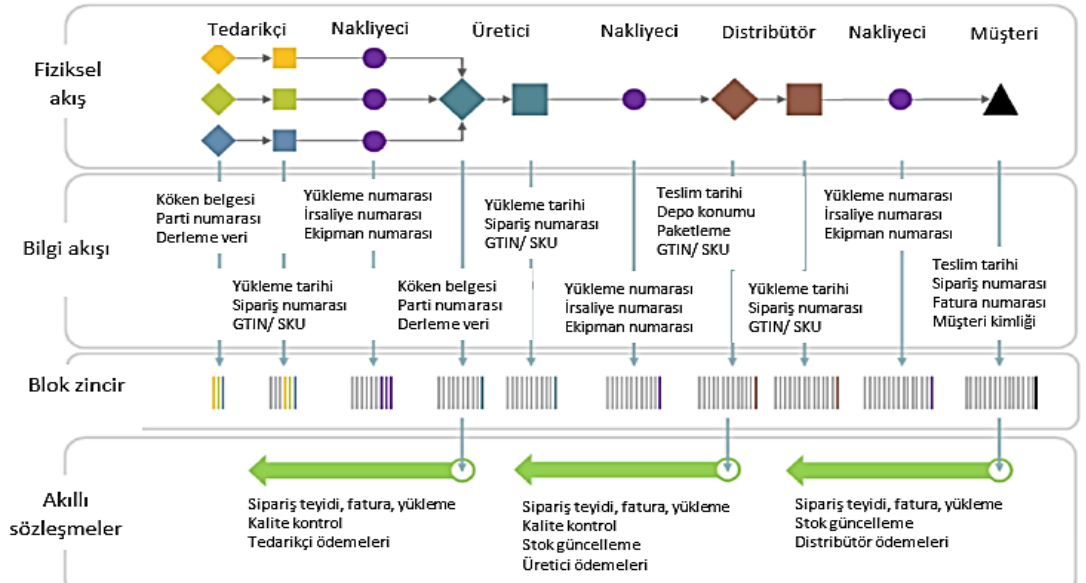 Tedarikçi
Nakliyeci
Üretici
Nakliyeci
Distribütör
Nakliyeci
Müşteri
Fiziksel
akış
Bilgi akışı
Köken belgesi
Parti numarası
Derleme veri
Yükleme tarihi
Sipariş numarası
GTIN/ SKU
Yükleme numarası
İrsaliye numarası
Ekipman numarası
Köken belgesi
Parti numarası
Derleme veri
Yükleme tarihi
Sipariş numarası
GTIN/ SKU
Yükleme numarası
İrsaliye numarası
Ekipman numarası
Teslim tarihi
Depo konumu
Paketleme
GTIN/ SKU
Yükleme tarihi
Sipariş numarası
GTIN/ SKU
Yükleme numarası
İrsaliye numarası
Ekipman numarası
Teslim tarihi
Sipariş numarası
Fatura numarası
Müşteri kimliği
Blok zincir
Akıllı
sözleşmeler
Sipariş teyidi, fatura, yükleme
Kalite kontrol
Tedarikçi ödemeleri
Sipariş teyidi, fatura, yükleme
Kalite kontrol
Stok güncelleme
Üretici ödemeleri
Sipariş teyidi, fatura, yükleme
Stok güncelleme
Distribütör ödemeleri